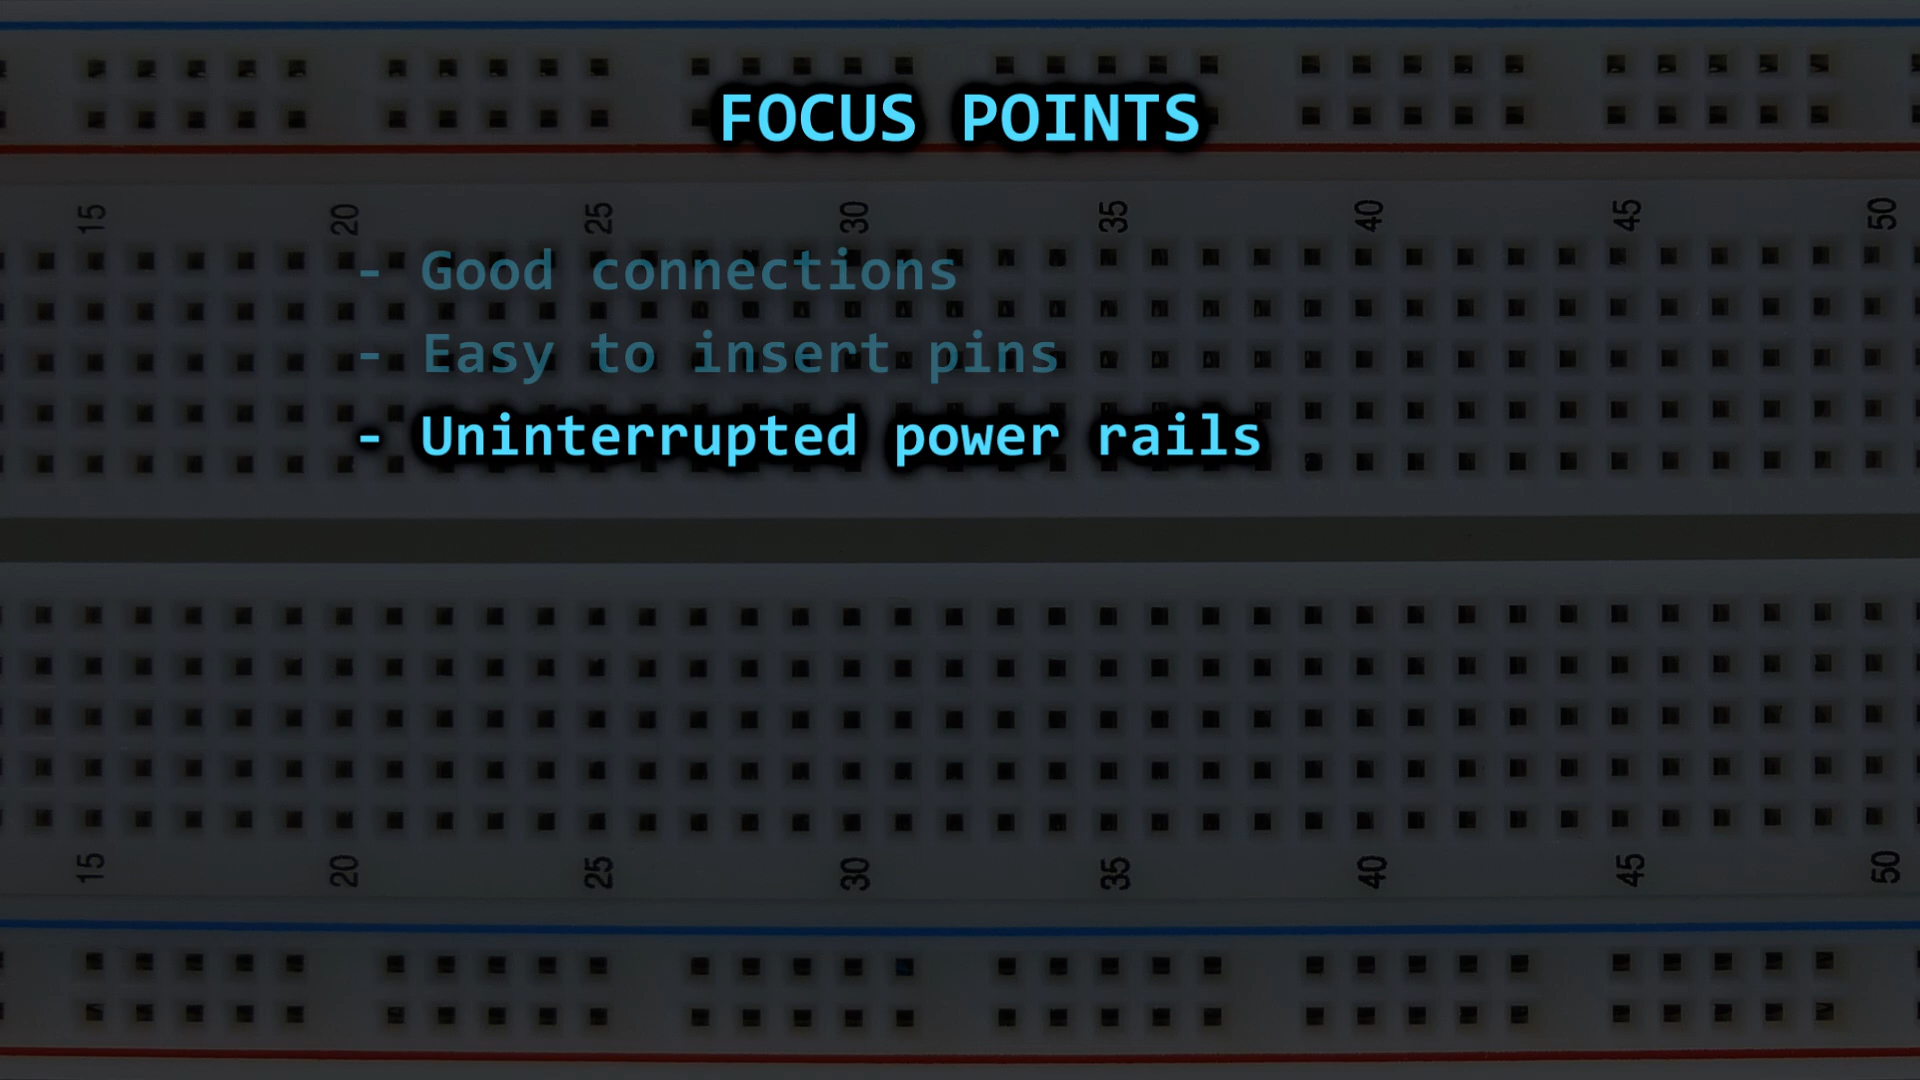 FOCUS POINTS
15 20 25 30 35 40 45 50
- Good connections
- Easy to insert pins
- Uninterrupted power rails
15 20 25 30 35 40 45 50